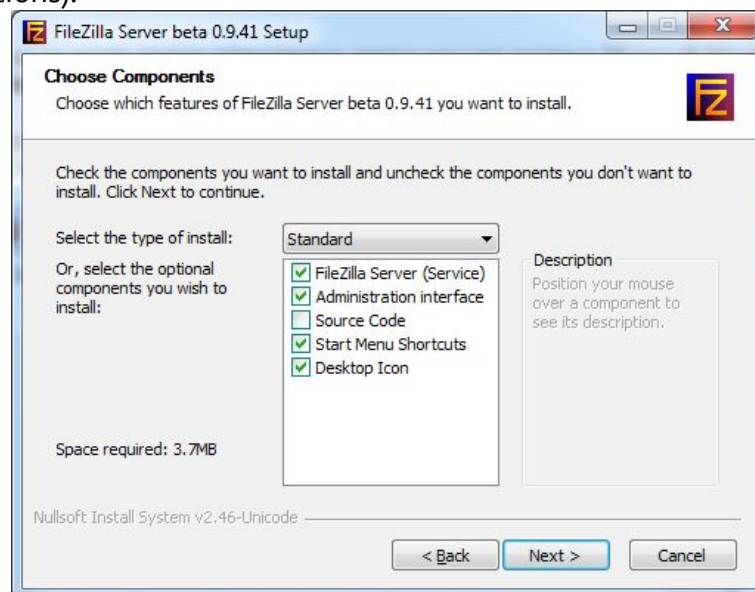 FileZilla Server beta 0.9.41 Setup
Choose Components
Choose which features of FileZilla Server beta 0.9.41 you want to install.
FZ
Check the components you want to install and uncheck the components you don't want to
install. Click Next to continue.
Select the type of install:
Standard
Or, select the optional
components you wish to
install:
FileZilla Server (Service)
Administration interface
Source Code
Start Menu Shortcuts
Desktop Icon
Description
Position your mouse
over a component to
see its description.
Space required: 3.7MB
Nullsoft Install System v2.46-Unicode
< Back
Next >
Cancel